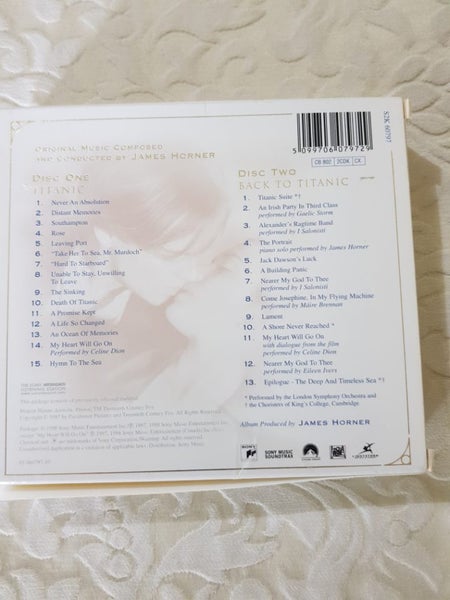 S2K 60797
5099706079729
CB 802 2CDX CX
ORIGINAL MUSIC COMPOSED
AND CONDUCTED BY JAMES HORNER
DISC ONE
TITANIC
1. Never An Absolution
2. Distant Memories
3. Southampton
4. Rose
5. Leaving Port
6. "Take Her To Sea, Mr. Murdoch"
7. "Hard To Starboard"
8. Unable To Stay, Unwilling
To Leave
9. The Sinking
10. Death Of Titanic
11. A Promise Kept
12. A Life So Changed
13. An Ocean Of Memories
14. My Heart Will Go On
Performed by Celine Dion
15. Hymn To The Sea
DISC TWO
BACK TO TITANIC
1. Titanic Suite *†
2. An Irish Party In Third Class
performed by Gaelic Storm
3. Alexander's Ragtime Band
performed by I Salonisti
4. The Portrait
piano solo performed by James Horner
5. Jack Dawson's Luck
6. A Building Panic
7. Nearer My God To Thee
performed by I Salonisti
8. Come Josephine, In My Flying Machine
performed by Máire Brennan
9. Lament
10. A Shore Never Reached *
11. My Heart Will Go On
with dialogue from the film
performed by Celine Dion
12. Nearer My God To Thee
performed by Eileen Ivers
13. Epilogue - The Deep And Timeless Sea *†
* Performed by the London Symphony Orchestra and
† the Choristers of King's College, Cambridge
Album Produced by JAMES HORNER
SONY MUSIC
SOUNDTRAX